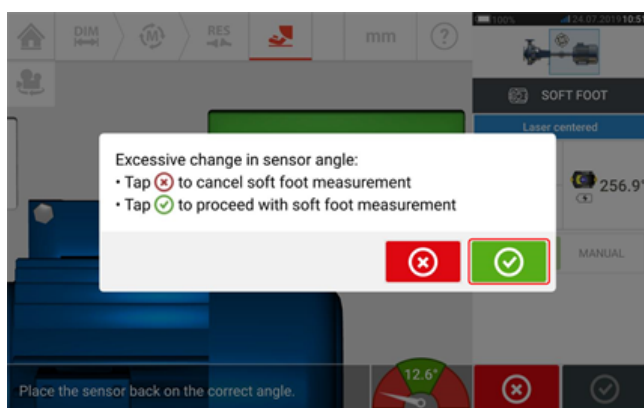 DIM
RES
mm
?
100%
24.07.2019 10:51
SOFT FOOT
Laser centered
Excessive change in sensor angle:
• Tap to cancel soft foot measurement
• Tap to proceed with soft foot measurement
256.9°
MANUAL
12.6°
Place the sensor back on the correct angle.